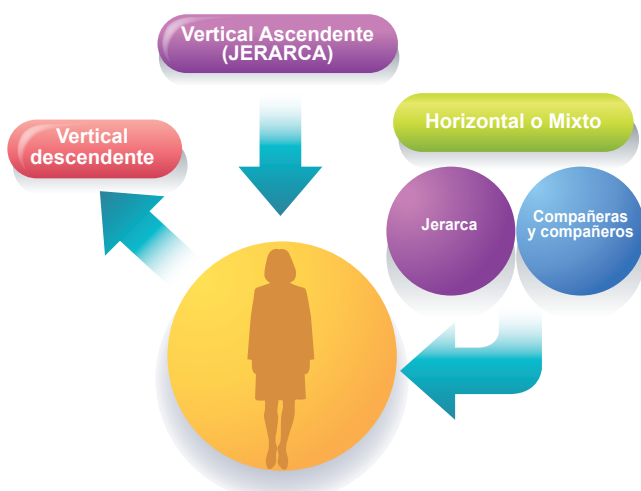 Vertical Ascendente
(JERARCA)
Vertical
descendente
Horizontal o Mixto
Jerarca
Compañeras
y compañeros